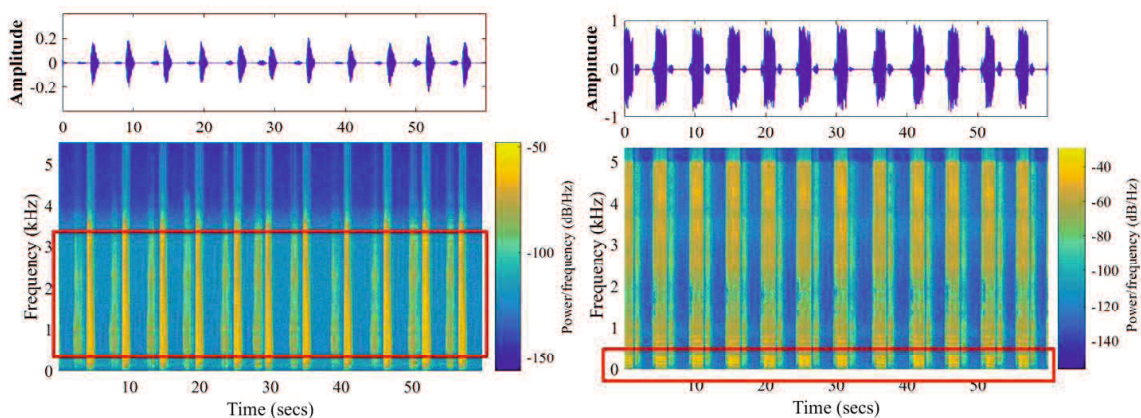 Amplitude
0.2
0
-0.2
0 10 20 30 40 50
Frequency (kHz)
5
4
3
2
1
0
10 20 30 40 50
Time (secs)
-50
-100
-150
Power/frequency (dB/Hz)
Amplutude
1
0
-1
0 10 20 30 40 50
Frequency (kHz)
5
4
3
2
1
0
10 20 30 40 50
Time (secs)
-40
-60
-80
-100
-120
-140
Power/frequency (dB/Hz)